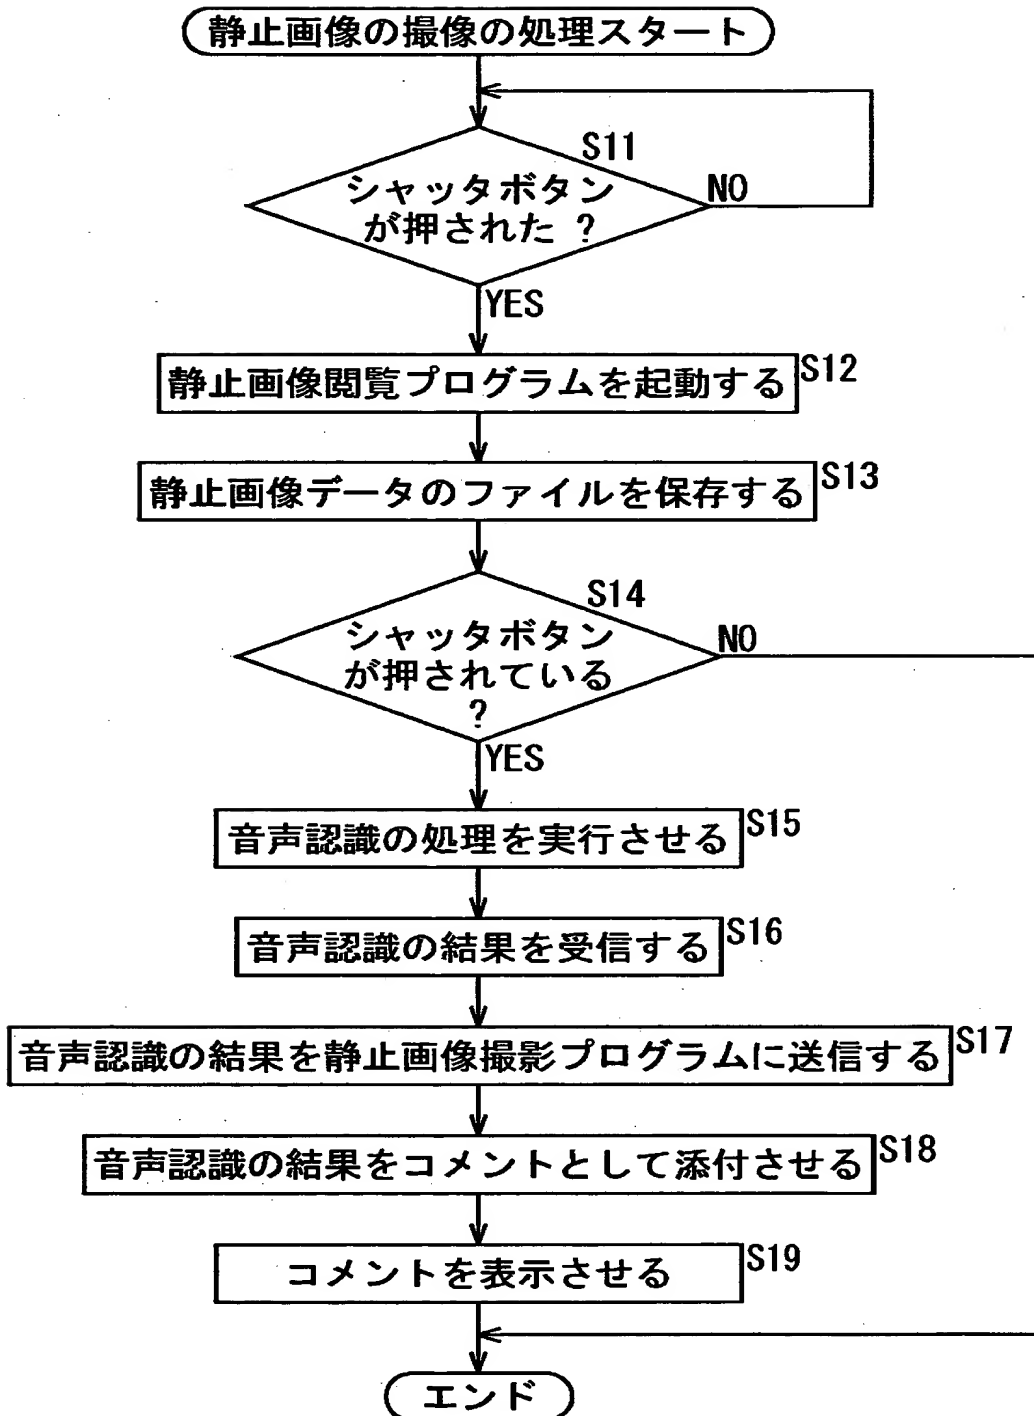 静止画像の撮像の処理スタート
S11
シャッタボタン
が押された ?
NO
YES
静止画像閲覧プログラムを起動する
S12
静止画像データのファイルを保存する
S13
S14
シャッタボタン
が押されている
?
NO
YES
音声認識の処理を実行させる
S15
音声認識の結果を受信する
S16
音声認識の結果を静止画像撮影プログラムに送信する
S17
音声認識の結果をコメントとして添付させる
S18
コメントを表示させる
S19
エンド